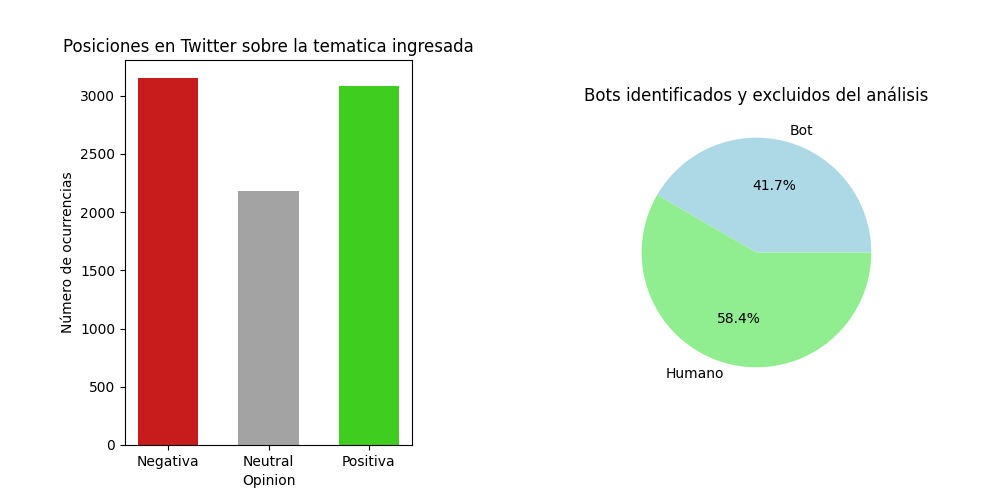 Posiciones en Twitter sobre la tematica ingresada
Número de ocurrencias
3000
2500
2000
1500
1000
500
0
Negativa
Neutral
Positiva
Opinion
Bots identificados y excluidos del análisis
Bot
41.7%
58.4%
Humano